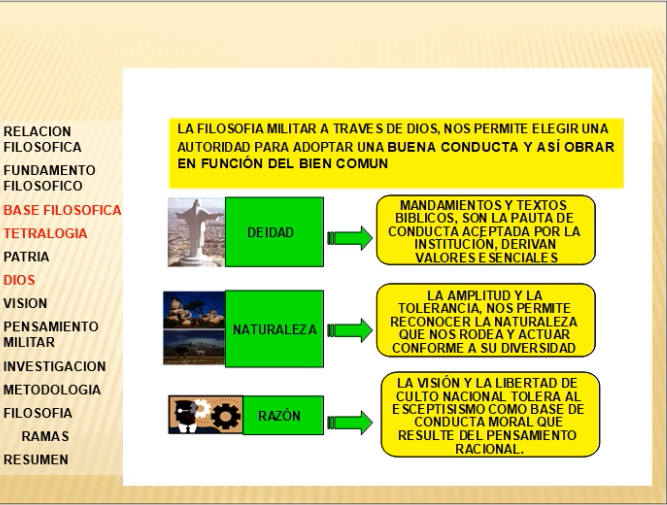 RELACION
FILOSOFICA
FUNDAMENTO
FILOSOFICO
BASE FILOSOFICA
TETRALOGIA
PATRIA
DIOS
VISION
PENSAMIENTO
MILITAR
INVESTIGACION
METODOLOGIA
FILOSOFIA
RAMAS
RESUMEN
LA FILOSOFIA MILITAR A TRAVES DE DIOS, NOS PERMITE ELEGIR UNA
AUTORIDAD PARA ADOPTAR UNA BUENA CONDUCTA Y ASÍ OBRAR
EN FUNCIÓN DEL BIEN COMUN
DEIDAD
MANDAMIENTOS Y TEXTOS
BIBLICOS, SON LA PAUTA DE
CONDUCTA ACEPTADA POR LA
INSTITUCIÓN, DERIVAN
VALORES ESENCIALES
NATURALEZA
LA AMPLITUD Y LA
TOLERANCIA, NOS PERMITE
RECONOCER LA NATURALEZA
QUE NOS RODEA Y ACTUAR
CONFORME A SU DIVERSIDAD
RAZÓN
LA VISIÓN Y LA LIBERTAD DE
CULTO NACIONAL TOLERA AL
ESCEPTISISMO COMO BASE DE
CONDUCTA MORAL QUE
RESULTE DEL PENSAMIENTO
RACIONAL.